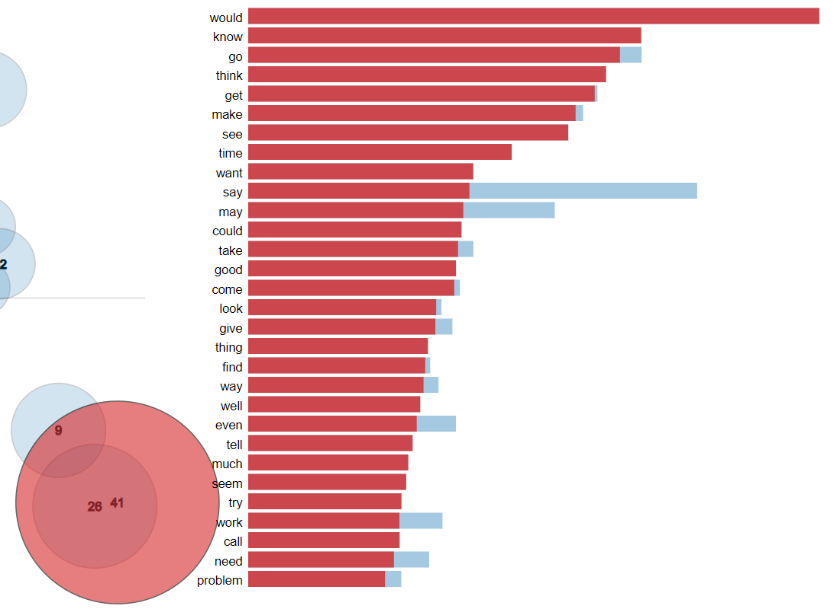 would
know
go
think
get
make
see
time
want
say
may
could
2
take
good
come
look
give
thing
find
way
well
even
9
tell
much
seem
26 41
try
work
call
need
problem